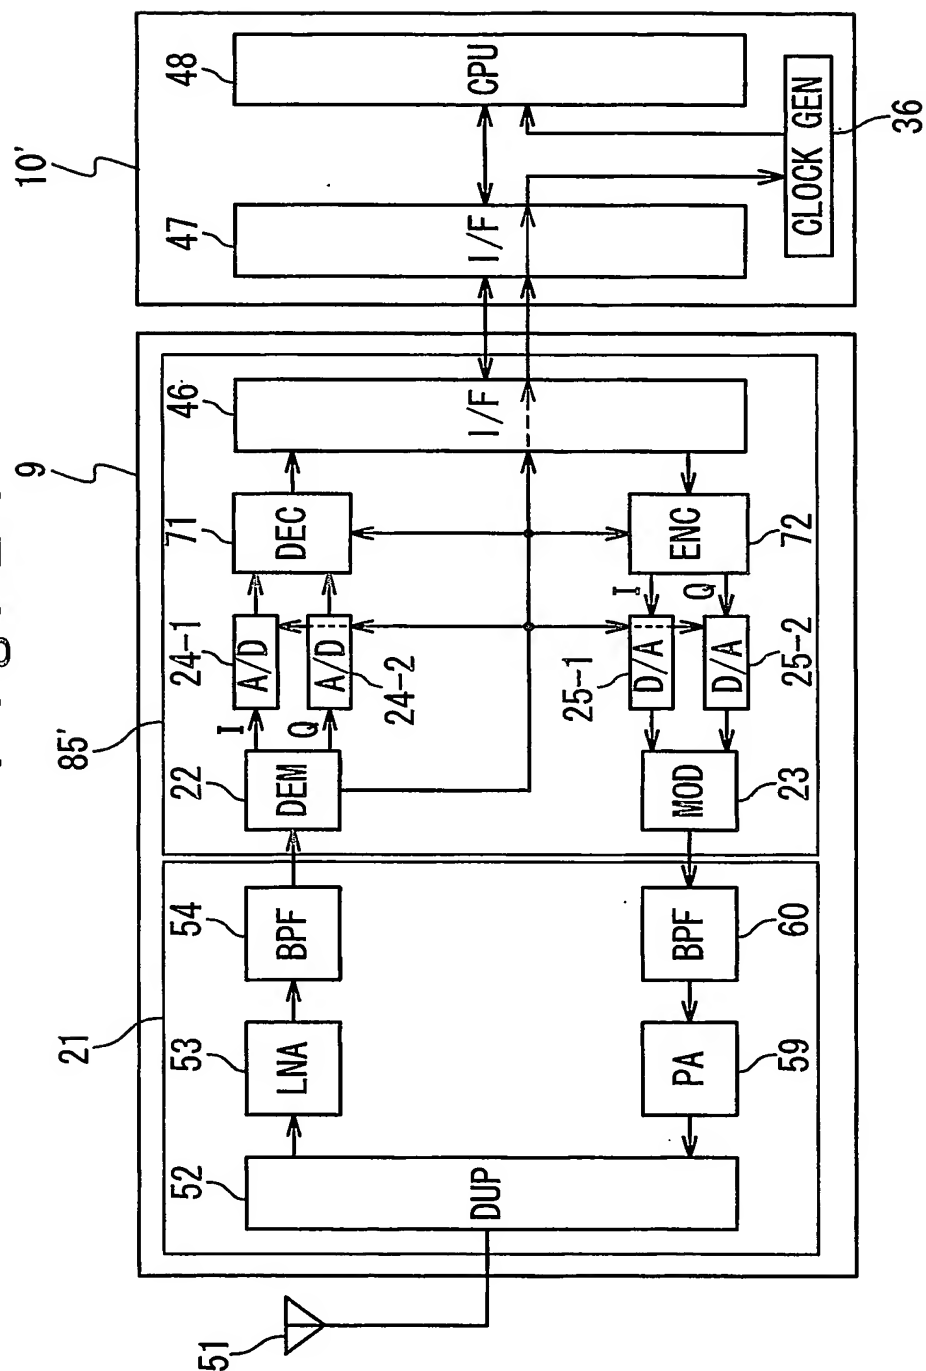 10'
48
CPU
47
I/F
CLOCK GEN
36
9
46
I/F
85'
71
DEC
24-1
A/D
A/D
24-2
I
Q
22
DEM
72
ENC
I
Q
25-1
D/A
D/A
25-2
MOD
23
21
54
BPF
53
LNA
52
DUP
BPF
60
PA
59
51